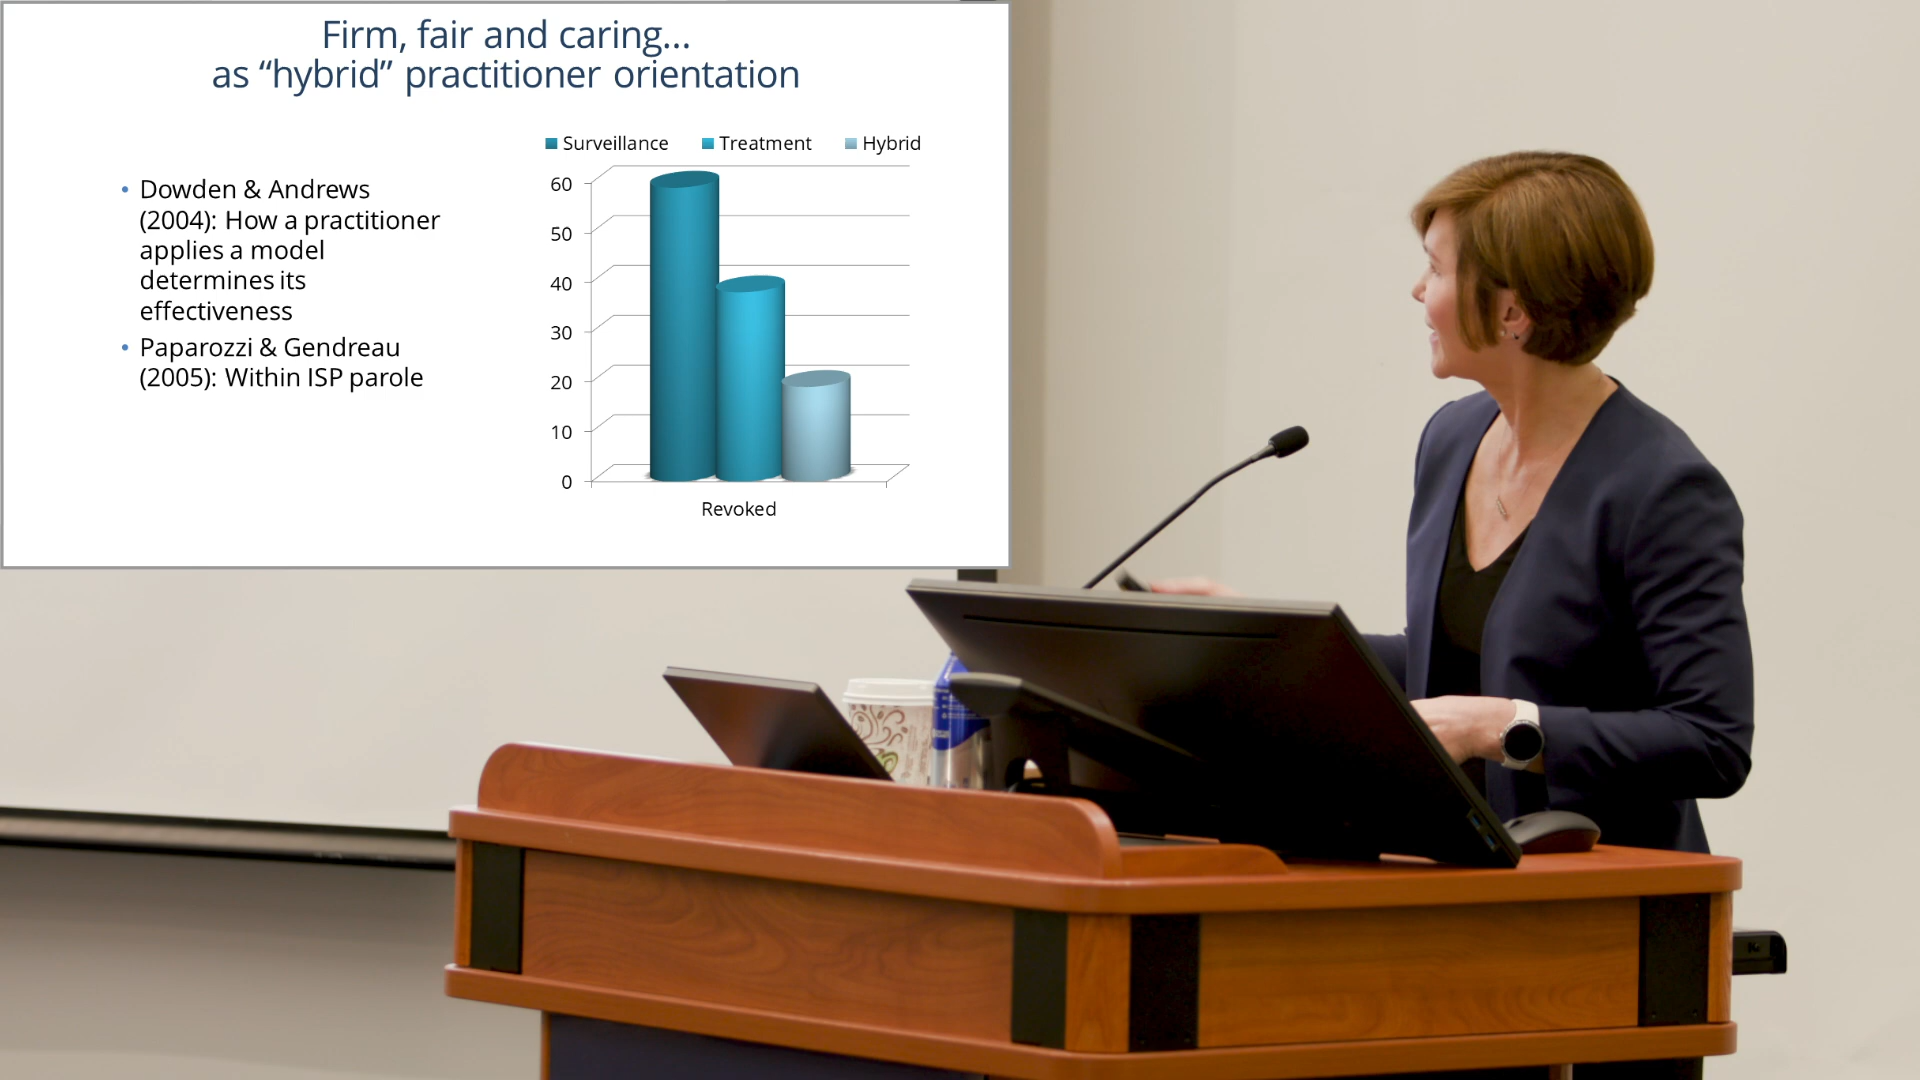 Firm, fair and caring...
as “hybrid” practitioner orientation
Surveillance Treatment Hybrid
• Dowden & Andrews
(2004): How a practitioner
applies a model
determines its
effectiveness
• Paparozzi & Gendreau
(2005): Within ISP parole
60
50
40
30
20
10
0
Revoked